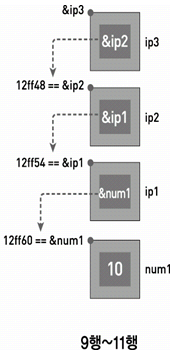 &ip3
&ip2 ip3
12ff48 == &ip2
&ip1 ip2
12ff54 == &ip1
&num1 ip1
12ff60 == &num1
10 num1
9행~11행